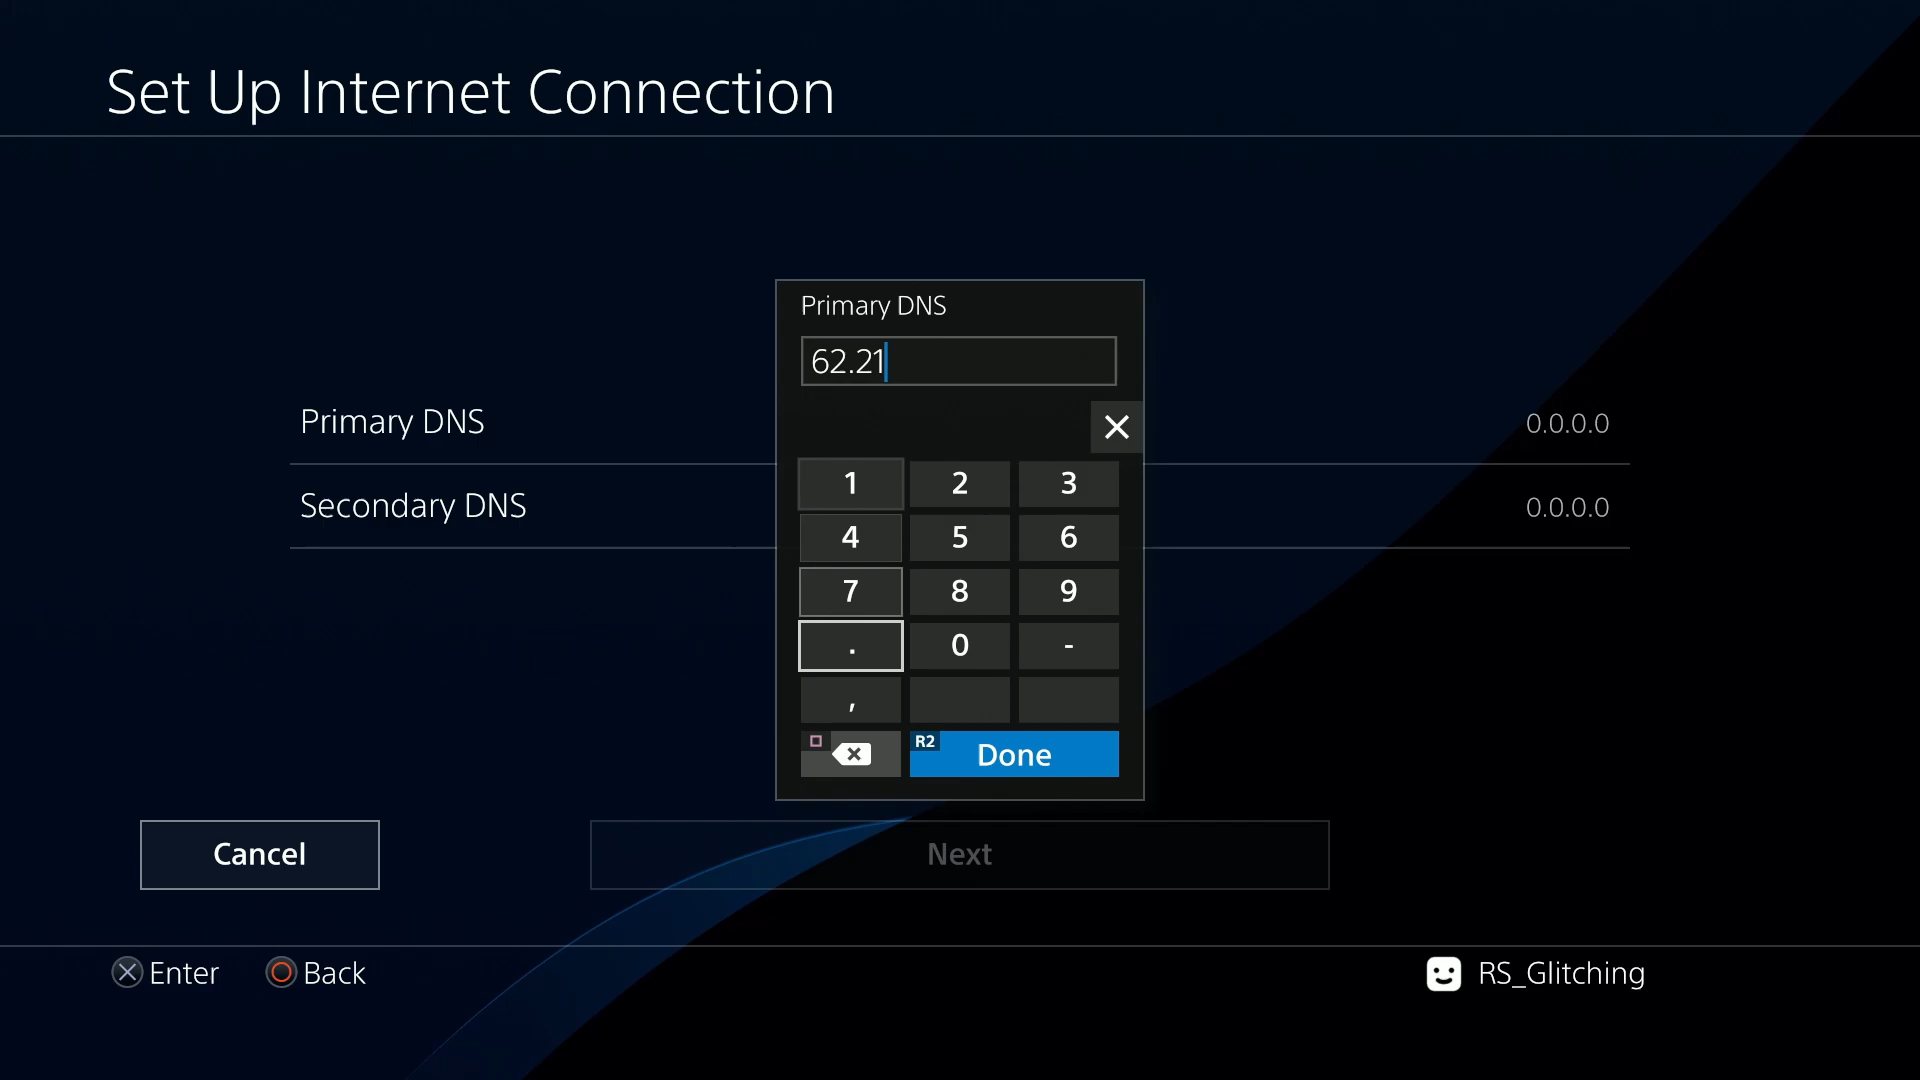 Set Up Internet Connection
Primary DNS
62.21
Primary DNS 0.0.0.0
Secondary DNS 0.0.0.0
1 2 3
4 5 6
7 8 9
. 0 -
,
R2 Done
Cancel Next
Enter Back RS_Glitching